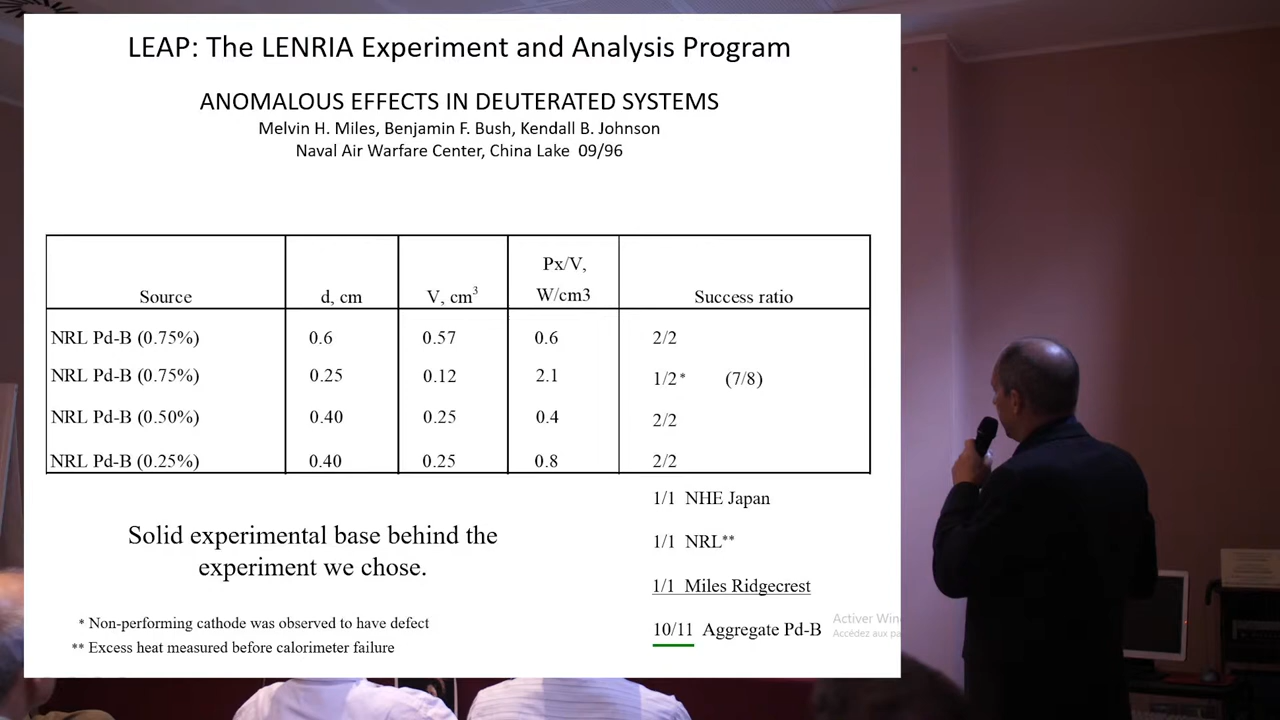 LEAP: The LENRIA Experiment and Analysis Program
ANOMALOUS EFFECTS IN DEUTERATED SYSTEMS
Melvin H. Miles, Benjamin F. Bush, Kendall B. Johnson
Naval Air Warfare Center, China Lake 09/96
Source d, cm V, cm³ Px/V, W/cm3 Success ratio
NRL Pd-B (0.75%) 0.6 0.57 0.6 2/2
NRL Pd-B (0.75%) 0.25 0.12 2.1 1/2* (7/8)
NRL Pd-B (0.50%) 0.40 0.25 0.4 2/2
NRL Pd-B (0.25%) 0.40 0.25 0.8 2/2
1/1 NHE Japan
1/1 NRL**
1/1 Miles Ridgecrest
10/11 Aggregate Pd-B
Solid experimental base behind the
experiment we chose.
* Non-performing cathode was observed to have defect
** Excess heat measured before calorimeter failure
Activer
Accédez aux